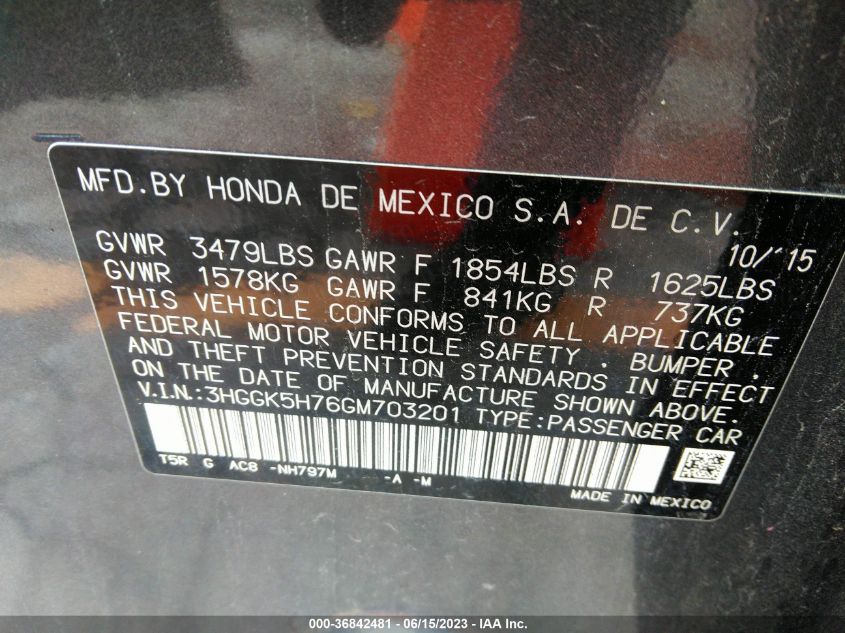 MFD.BY HONDA DE MEXICO S.A. DE C.V.
10/15
GVWR 3479LBS GAWR F 1854LBS R 1625LBS
GVWR 1578KG GAWR F 841KG R 737KG
THIS VEHICLE CONFORMS TO ALL APPLICABLE
FEDERAL MOTOR VEHICLE SAFETY , BUMPER ,
AND THEFT PREVENTION STANDARDS IN EFFECT
ON THE DATE OF MANUFACTURE SHOWN ABOVE.
V.I.N.:3HGGK5H76GM703201 TYPE:PASSENGER CAR
T5R G AC8 -NH797M -A -M
MADE IN MEXICO
000-36842481 - 06/15/2023 - IAA Inc.